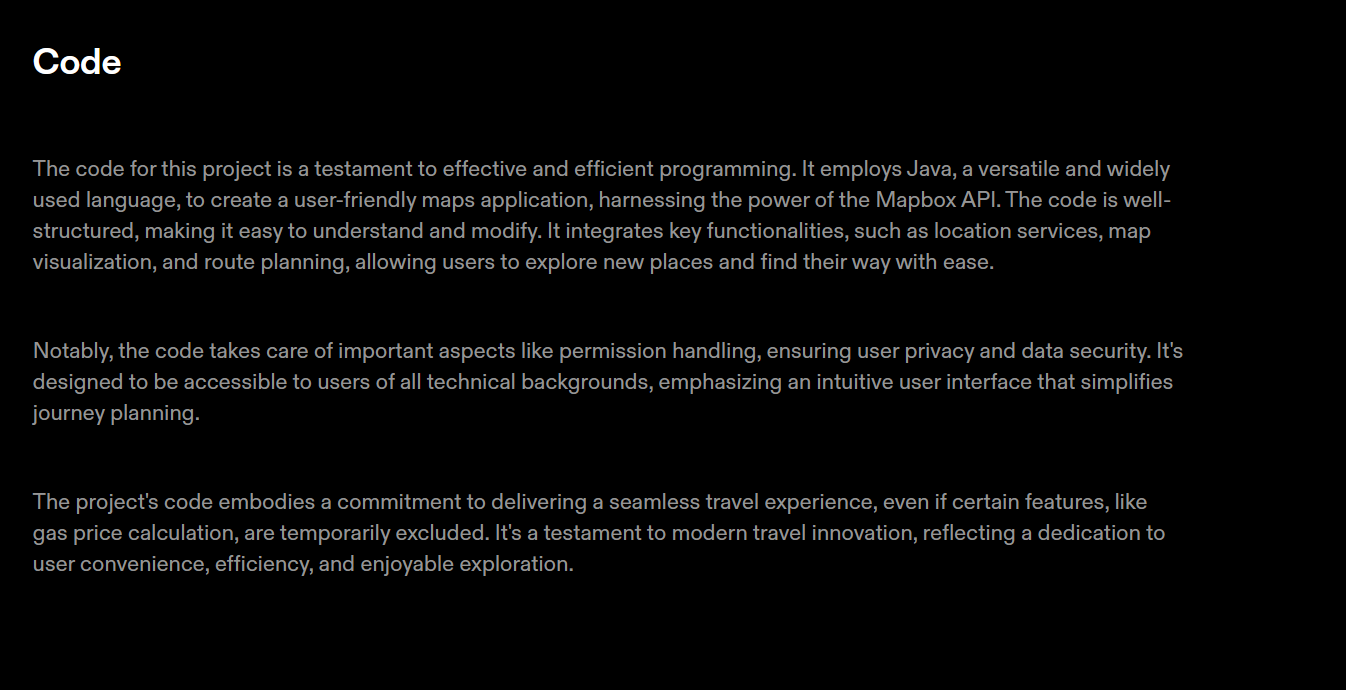 Code
The code for this project is a testament to effective and efficient programming. It employs Java, a versatile and widely
used language, to create a user-friendly maps application, harnessing the power of the Mapbox API. The code is well-
structured, making it easy to understand and modify. It integrates key functionalities, such as location services, map
visualization, and route planning, allowing users to explore new places and find their way with ease.
Notably, the code takes care of important aspects like permission handling, ensuring user privacy and data security. It's
designed to be accessible to users of all technical backgrounds, emphasizing an intuitive user interface that simplifies
journey planning.
The project's code embodies a commitment to delivering a seamless travel experience, even if certain features, like
gas price calculation, are temporarily excluded. It's a testament to modern travel innovation, reflecting a dedication to
user convenience, efficiency, and enjoyable exploration.